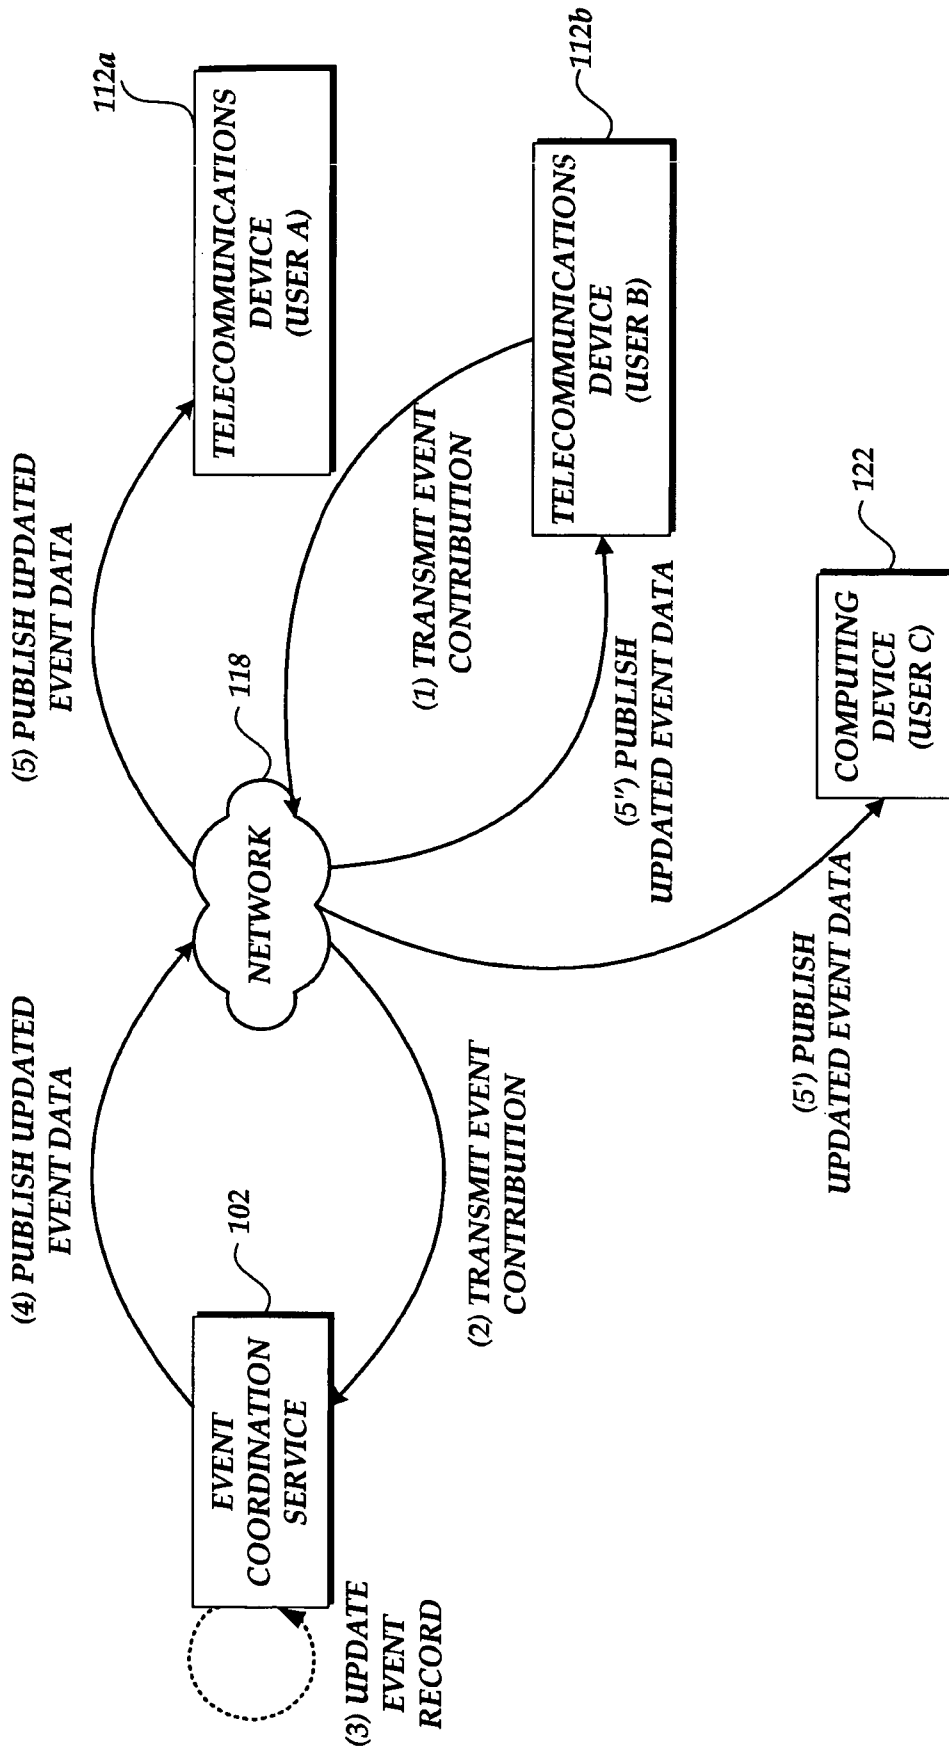 (4) PUBLISH UPDATED
EVENT DATA
(5) PUBLISH UPDATED
EVENT DATA
112a
102
118
EVENT
COORDINATION
SERVICE
NETWORK
TELECOMMUNICATIONS
DEVICE
(USER A)
(3) UPDATE
EVENT
RECORD
(2) TRANSMIT EVENT
CONTRIBUTION
(1) TRANSMIT EVENT
CONTRIBUTION
112b
TELECOMMUNICATIONS
DEVICE
(USER B)
(5") PUBLISH
UPDATED EVENT DATA
(5') PUBLISH
UPDATED EVENT DATA
122
COMPUTING
DEVICE
(USER C)